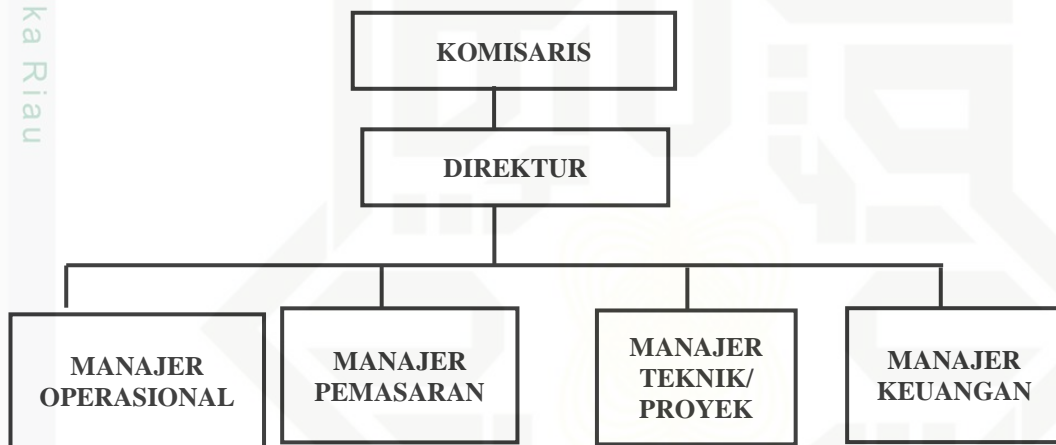 ka Riau
KOMISARIS
DIREKTUR
MANAJER
OPERASIONAL
MANAJER
PEMASARAN
MANAJER
TEKNIK/
PROYEK
MANAJER
KEUANGAN